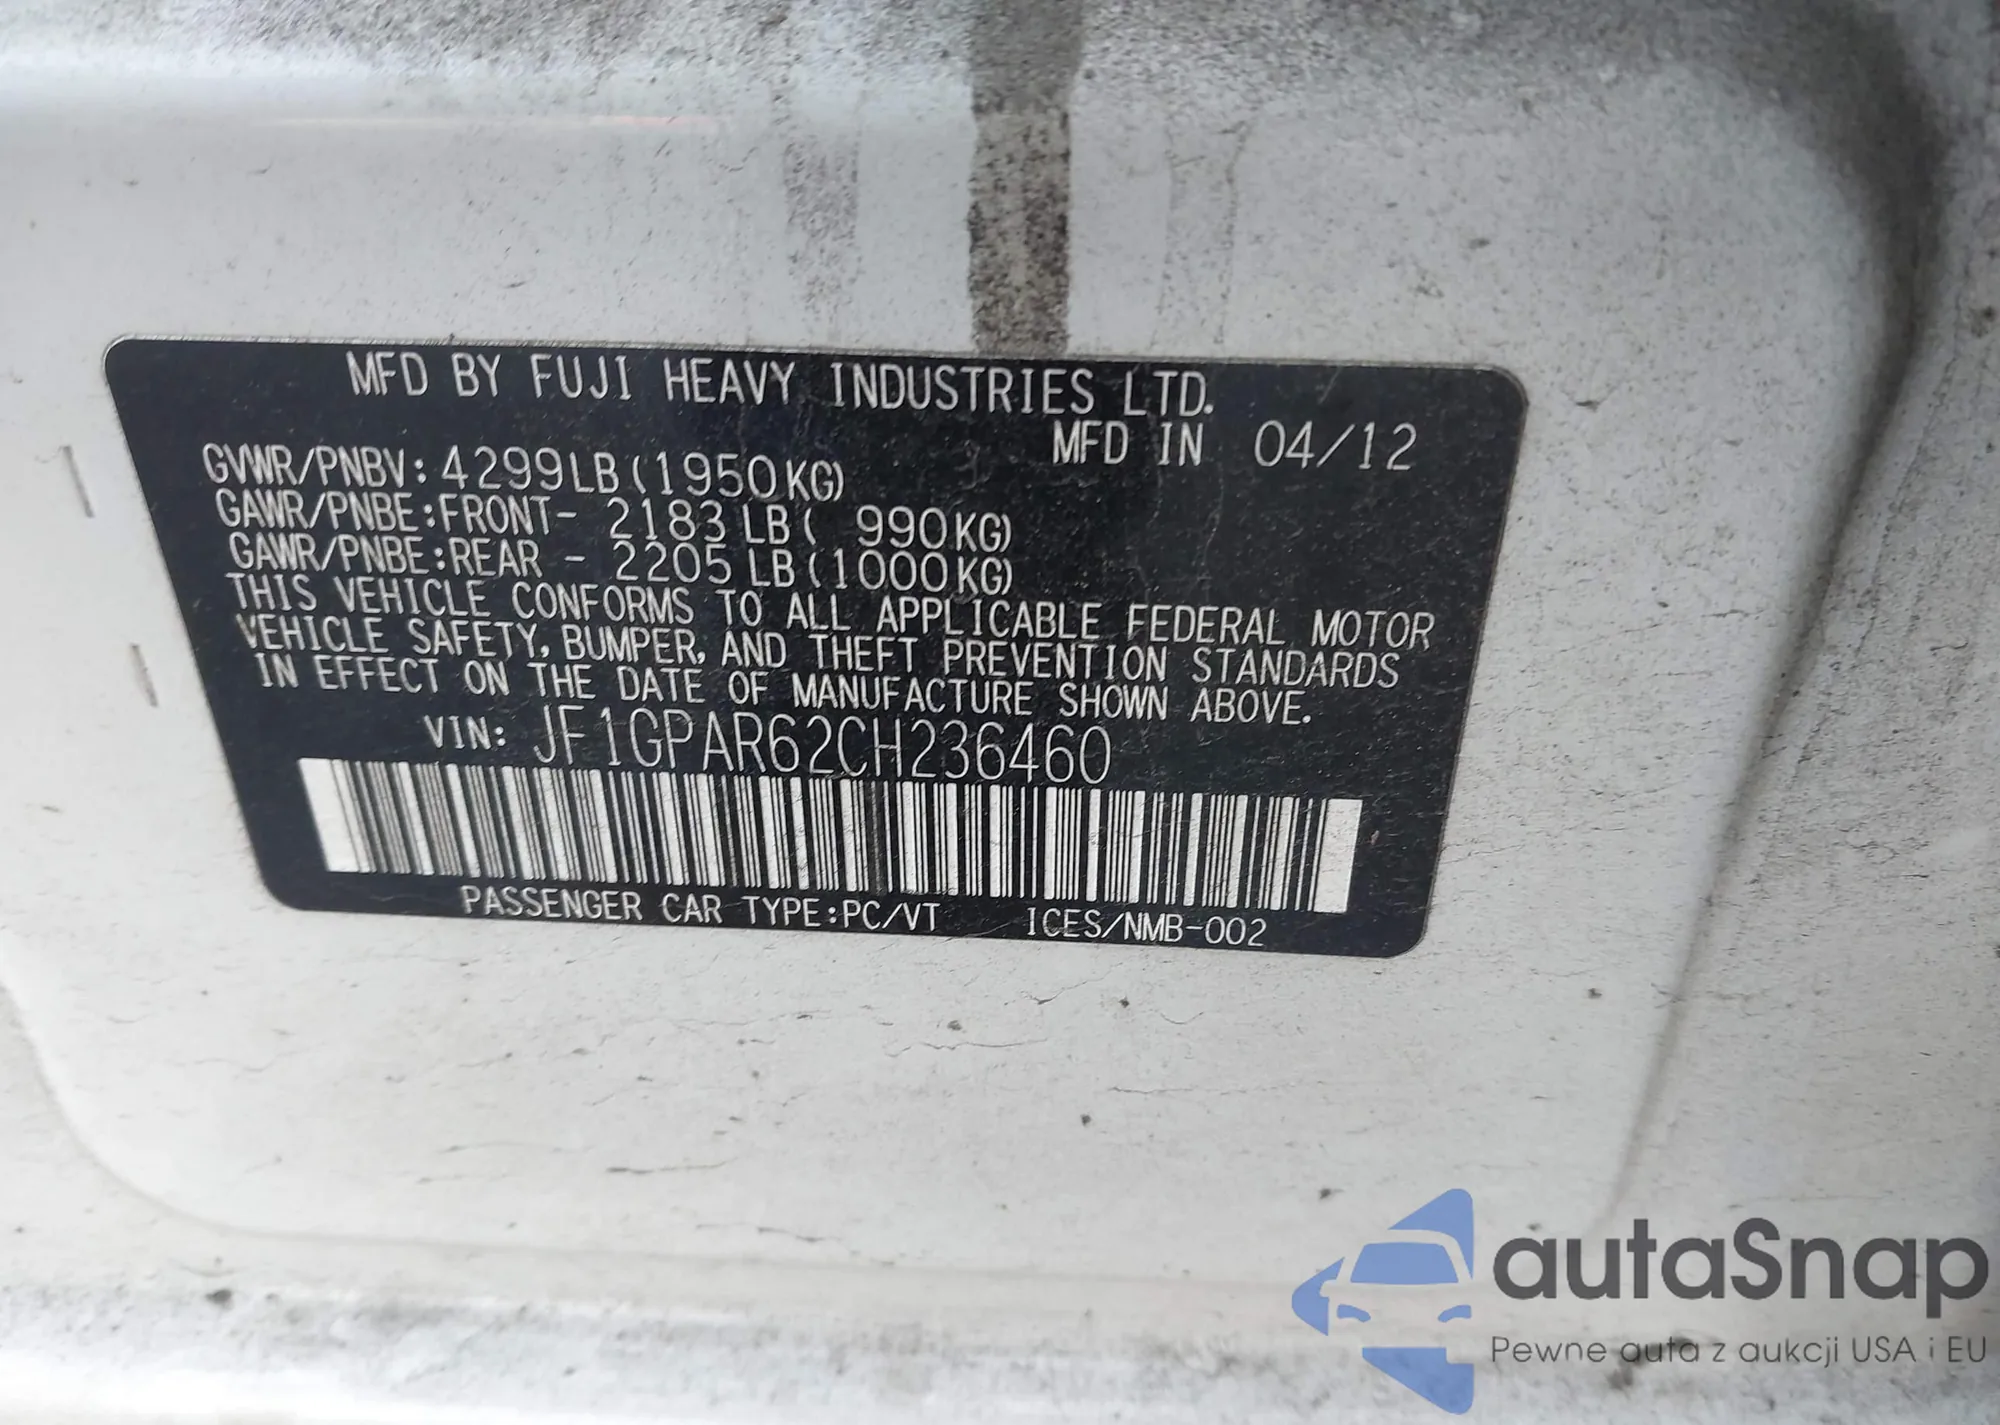 MFD BY FUJI HEAVY INDUSTRIES LTD.
MFD IN 04/12
GVWR/PNBV: 4299LB(1950KG)
GAWR/PNBE:FRONT- 2183LB( 990KG)
GAWR/PNBE:REAR - 2205LB(1000KG)
THIS VEHICLE CONFORMS TO ALL APPLICABLE FEDERAL MOTOR
VEHICLE SAFETY, BUMPER, AND THEFT PREVENTION STANDARDS
IN EFFECT ON THE DATE OF MANUFACTURE SHOWN ABOVE.
VIN: JF1GPAR62CH236460
PASSENGER CAR TYPE:PC/VT ICES/NMB-002
autaSnap
Pewne auta z aukcji USA i EU